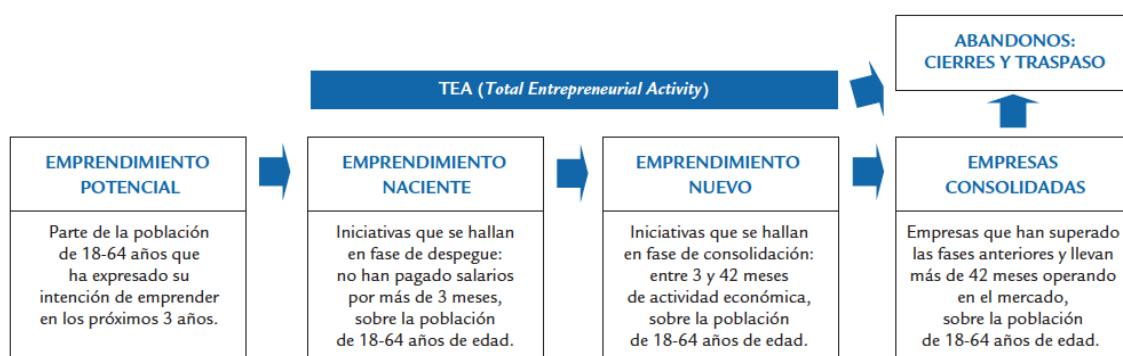 ABANDONOS:
CIERRES Y TRASPASO
TEA (Total Entrepreneurial Activity)
EMPRENDIMIENTO
POTENCIAL
Parte de la población
de 18-64 años que
ha expresado su
intención de emprender
en los próximos 3 años.
EMPRENDIMIENTO
NACIENTE
Iniciativas que se hallan
en fase de despegue:
no han pagado salarios
por más de 3 meses,
sobre la población
de 18-64 años de edad.
EMPRENDIMIENTO
NUEVO
Iniciativas que se hallan
en fase de consolidación:
entre 3 y 42 meses
de actividad económica,
sobre la población
de 18-64 años de edad.
EMPRESAS
CONSOLIDADAS
Empresas que han superado
las fases anteriores y llevan
más de 42 meses operando
en el mercado,
sobre la población
de 18-64 años de edad.